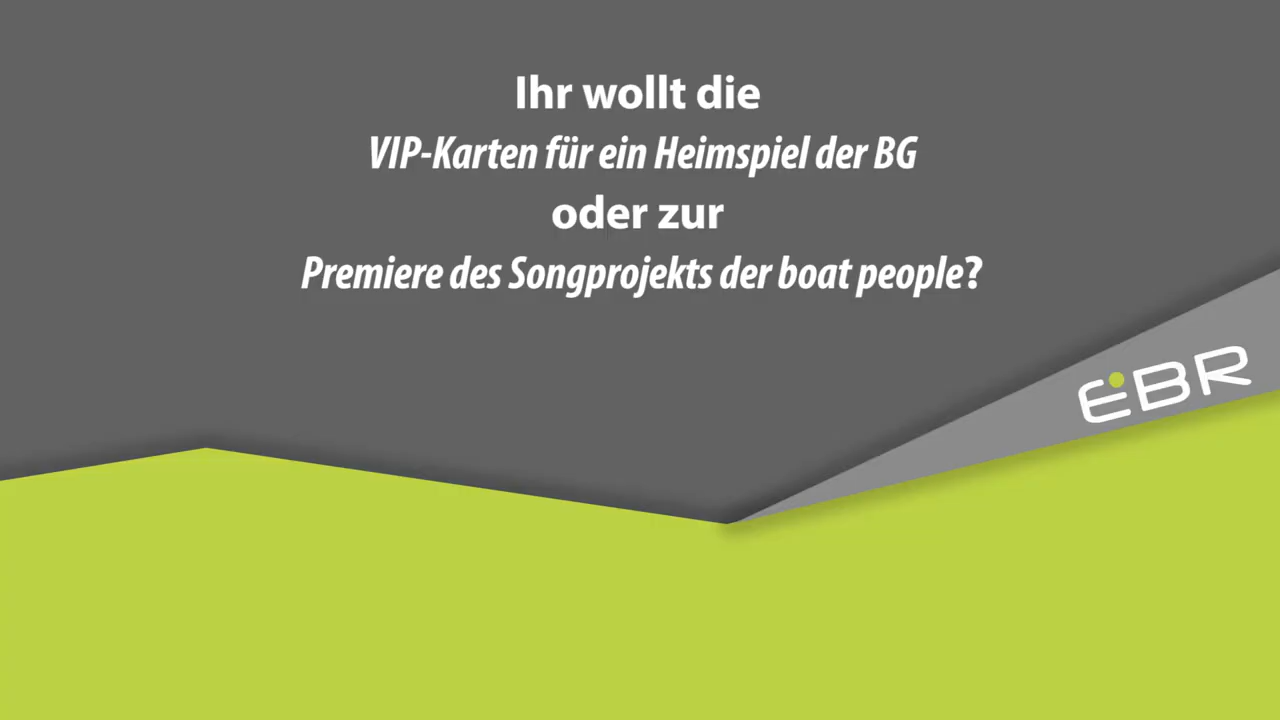 Ihr wollt die
VIP-Karten für ein Heimspiel der BG
oder zur
Premiere des Songprojekts der boat people?
EBR